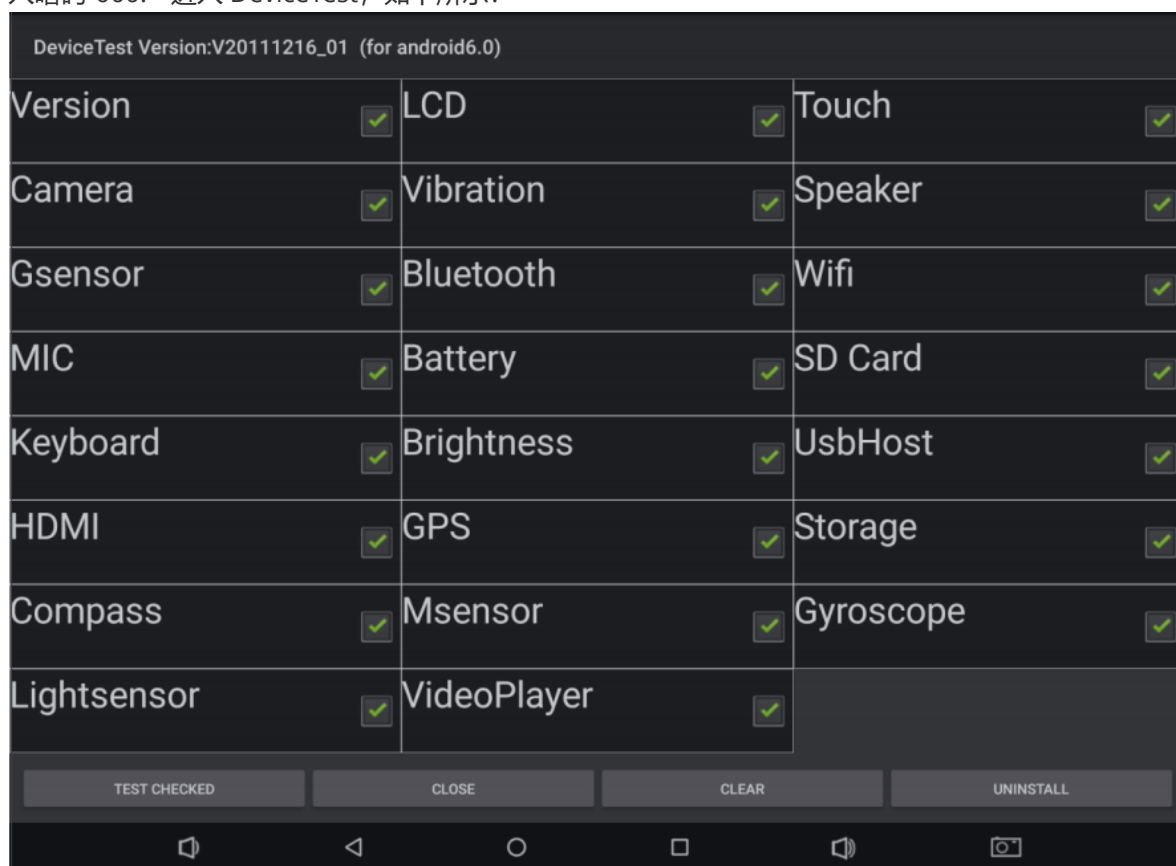 DeviceTest Version:V20111216_01 (for android6.0)
Version LCD Touch
Camera Vibration Speaker
Gsensor Bluetooth Wifi
MIC Battery SD Card
Keyboard Brightness UsbHost
HDMI GPS Storage
Compass Msensor Gyroscope
Lightsensor VideoPlayer
TEST CHECKED CLOSE CLEAR UNINSTALL